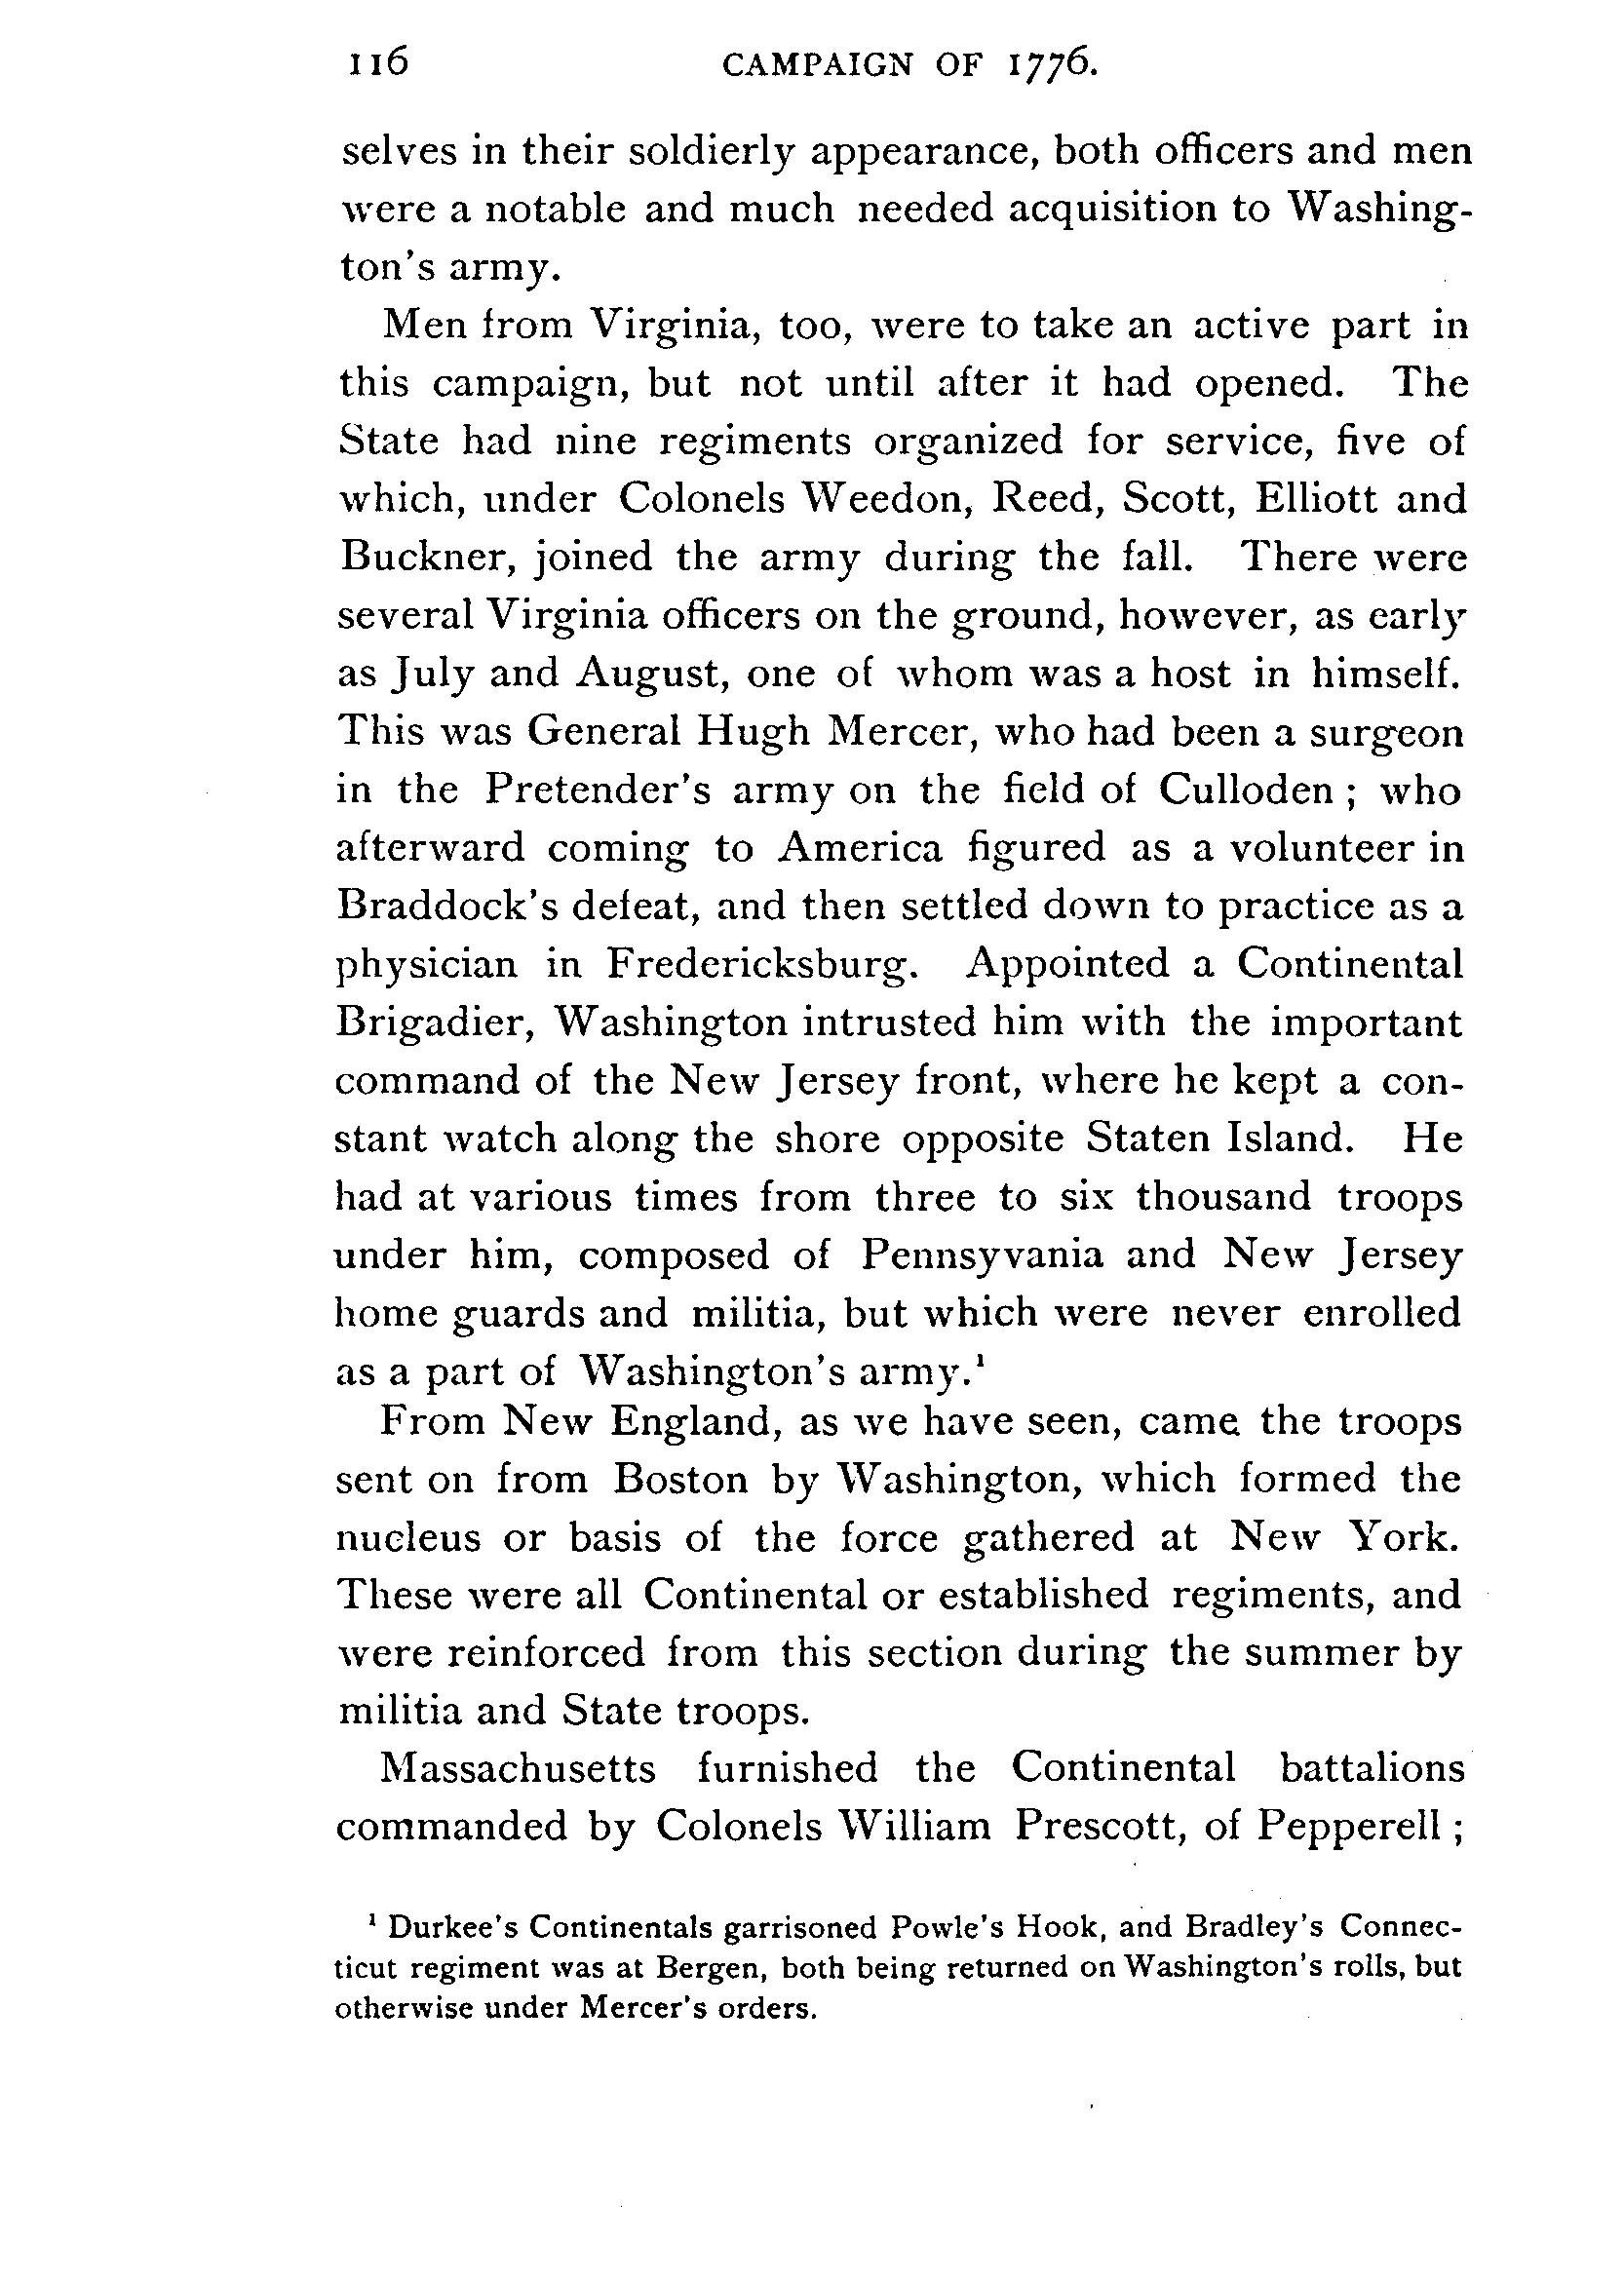 116 CAMPAIGN OF 1776.
selves in their soldierly appearance, both officers and men
were a notable and much needed acquisition to Washing-
ton's army.
Men from Virginia, too, were to take an active part in
this campaign, but not until after it had opened. The
State had nine regiments organized for service, five of
which, under Colonels Weedon, Reed, Scott, Elliott and
Buckner, joined the army during the fall. There were
several Virginia officers on the ground, however, as early
as July and August, one of whom was a host in himself.
This was General Hugh Mercer, who had been a surgeon
in the Pretender's army on the field of Culloden ; who
afterward coming to America figured as a volunteer in
Braddock's defeat, and then settled down to practice as a
physician in Fredericksburg. Appointed a Continental
Brigadier, Washington intrusted him with the important
command of the New Jersey front, where he kept a con-
stant watch along the shore opposite Staten Island. He
had at various times from three to six thousand troops
under him, composed of Pennsyvania and New Jersey
home guards and militia, but which were never enrolled
as a part of Washington's army.¹
From New England, as we have seen, came the troops
sent on from Boston by Washington, which formed the
nucleus or basis of the force gathered at New York.
These were all Continental or established regiments, and
were reinforced from this section during the summer by
militia and State troops.
Massachusetts furnished the Continental battalions
commanded by Colonels William Prescott, of Pepperell ;
¹ Durkee's Continentals garrisoned Powle's Hook, and Bradley's Connec-
ticut regiment was at Bergen, both being returned on Washington's rolls, but
otherwise under Mercer's orders.